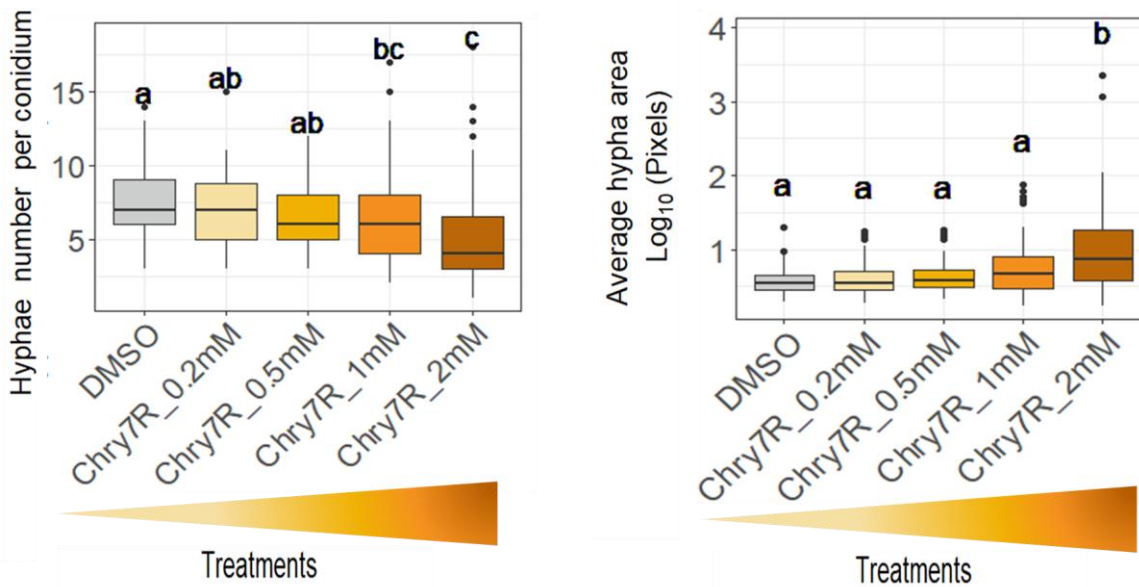 Hyphae number per conidium
15
10
5
a
ab
ab
bc
c
DMSO
Chry7R_0.2mM
Chry7R_0.5mM
Chry7R_1mM
Chry7R_2mM
Treatments
Average hypha area
Log10 (Pixels)
4
3
2
1
a
a
a
a
b
DMSO
Chry7R_0.2mM
Chry7R_0.5mM
Chry7R_1mM
Chry7R_2mM
Treatments